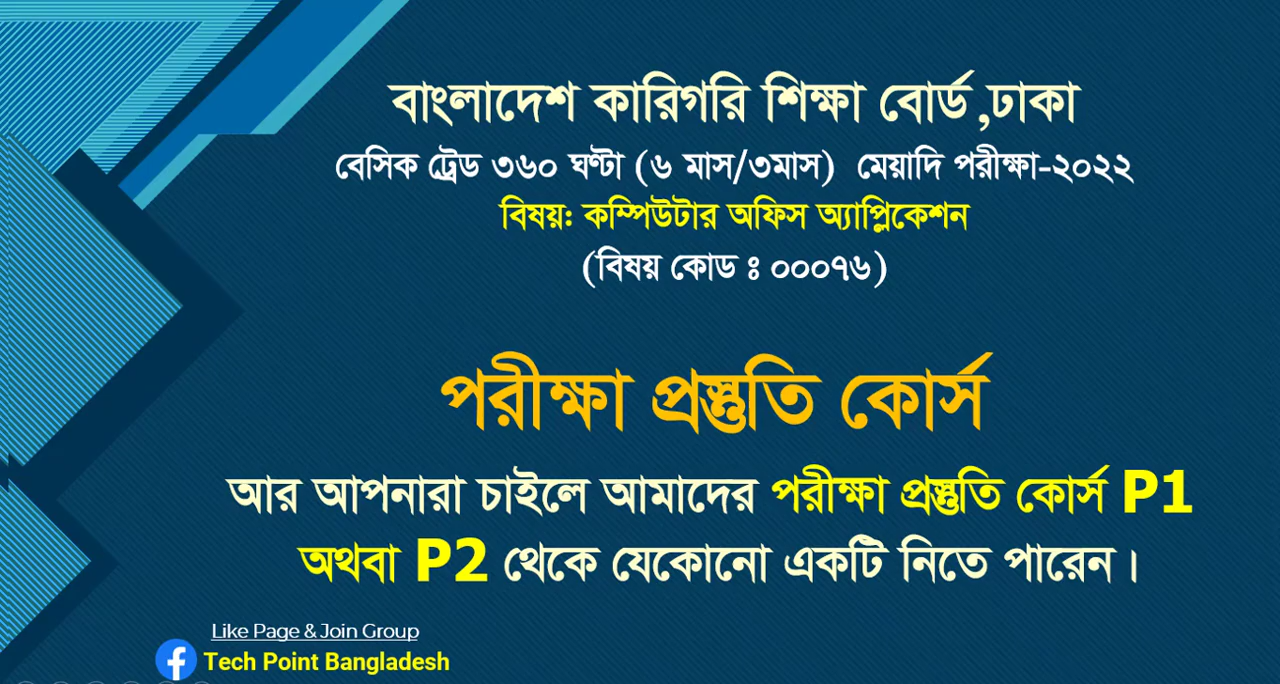 বাংলাদেশ কারিগরি শিক্ষা বোর্ড,ঢাকা
বেসিক ট্রেড ৩৬০ ঘণ্টা (৬ মাস/৩মাস) মেয়াদি পরীক্ষা-২০২২
বিষয়: কম্পিউটার অফিস অ্যাপ্লিকেশন
(বিষয় কোড ঃ ০০০৭৬)
পরীক্ষা প্রস্তুতি কোর্স
আর আপনারা চাইলে আমাদের পরীক্ষা প্রস্তুতি কোর্স P1
অথবা P2 থেকে যেকোনো একটি নিতে পারেন।
Like Page & Join Group
Tech Point Bangladesh